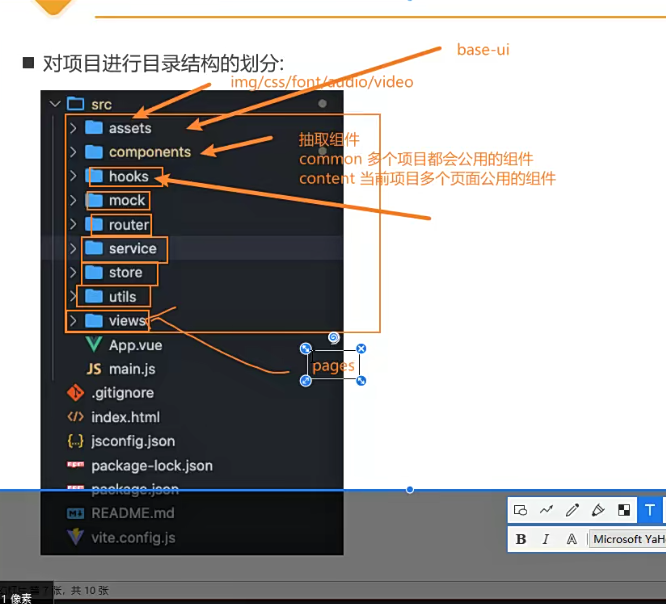 对项目进行目录结构的划分:
base-ui
img/css/font/audio/video
src
assets
components
抽取组件
common 多个项目都会公用的组件
content 当前项目多个页面公用的组件
hooks
mock
router
service
store
utils
views
App.vue
pages
JS main.js
.gitignore
index.html
jsconfig.json
package-lock.json
package.json
README.md
vite.config.js
B I A Microsoft YaHe
第 7 张，共 10 张
1 像素